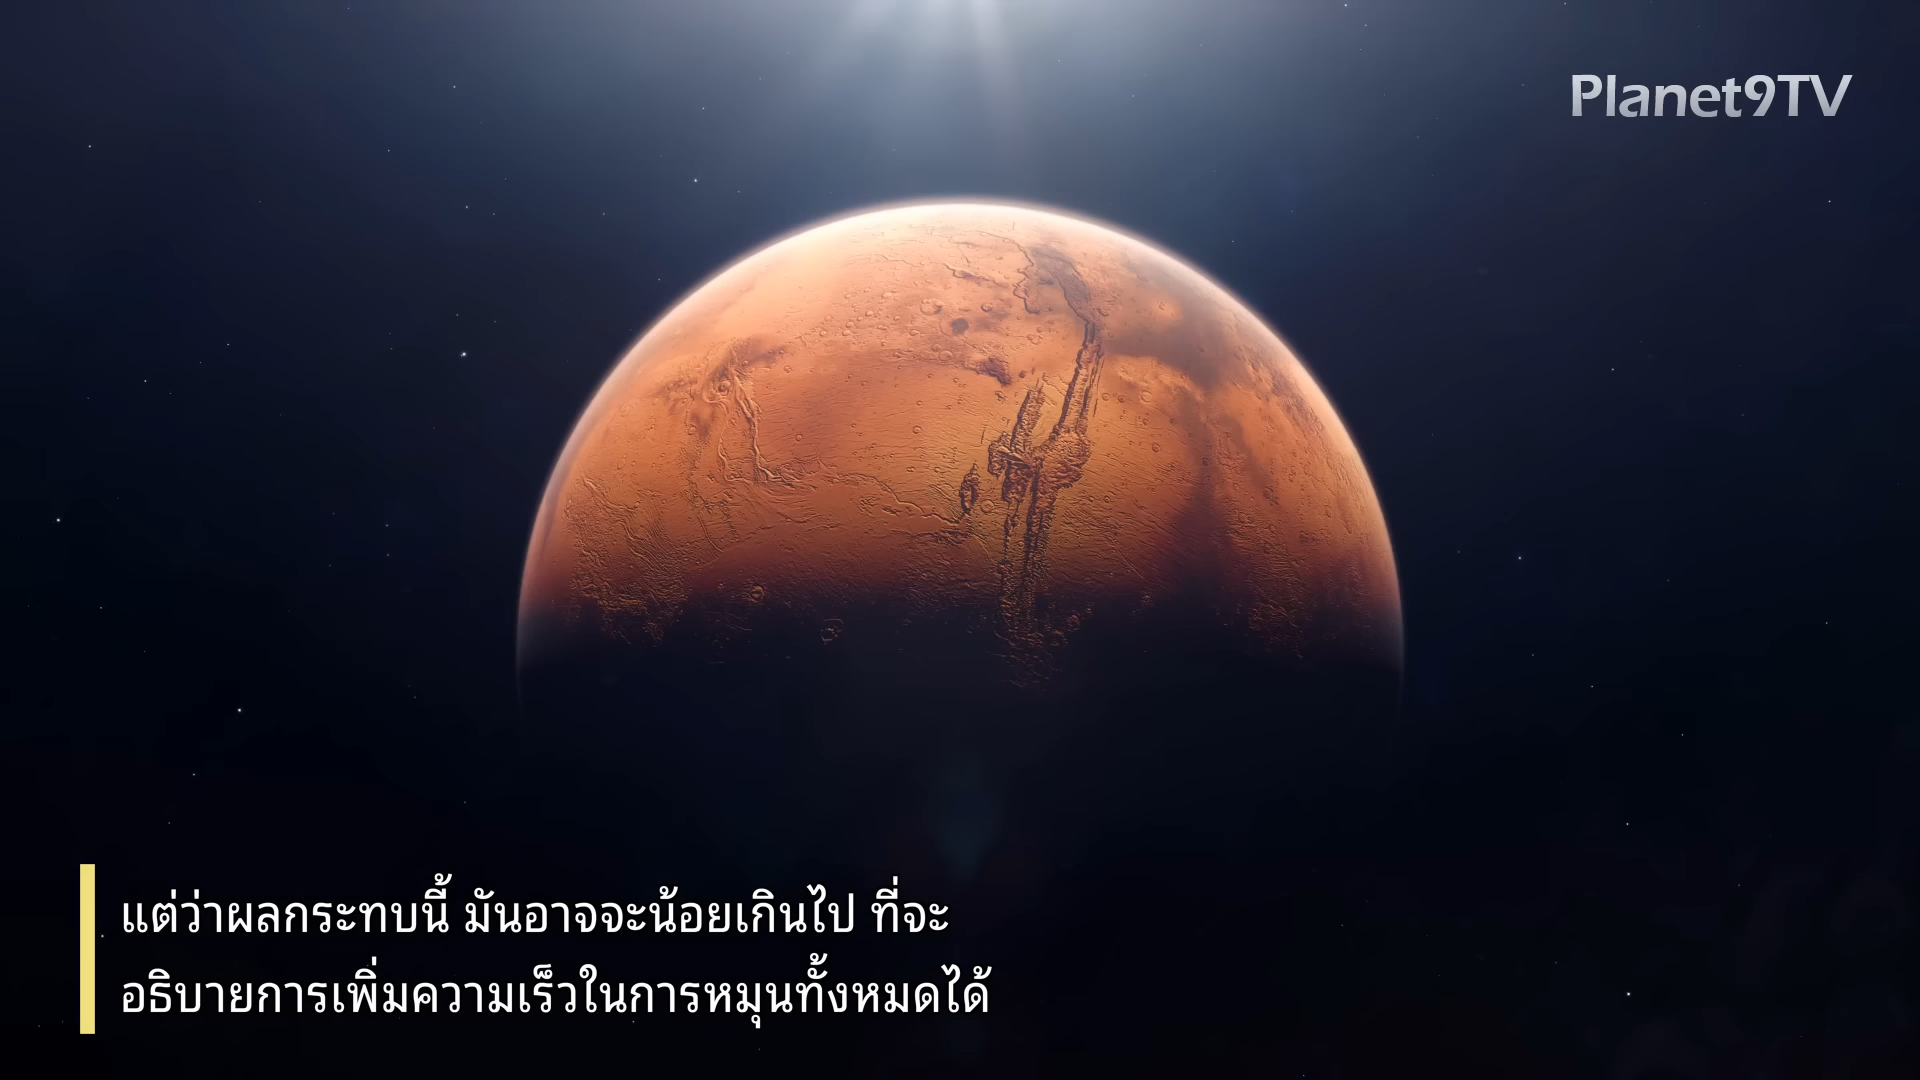 Planet9TV
แต่ว่าผลกระทบนี้ มันอาจจะน้อยเกินไป ที่จะ
อธิบายการเพิ่มความเร็วในการหมุนทั้งหมดได้